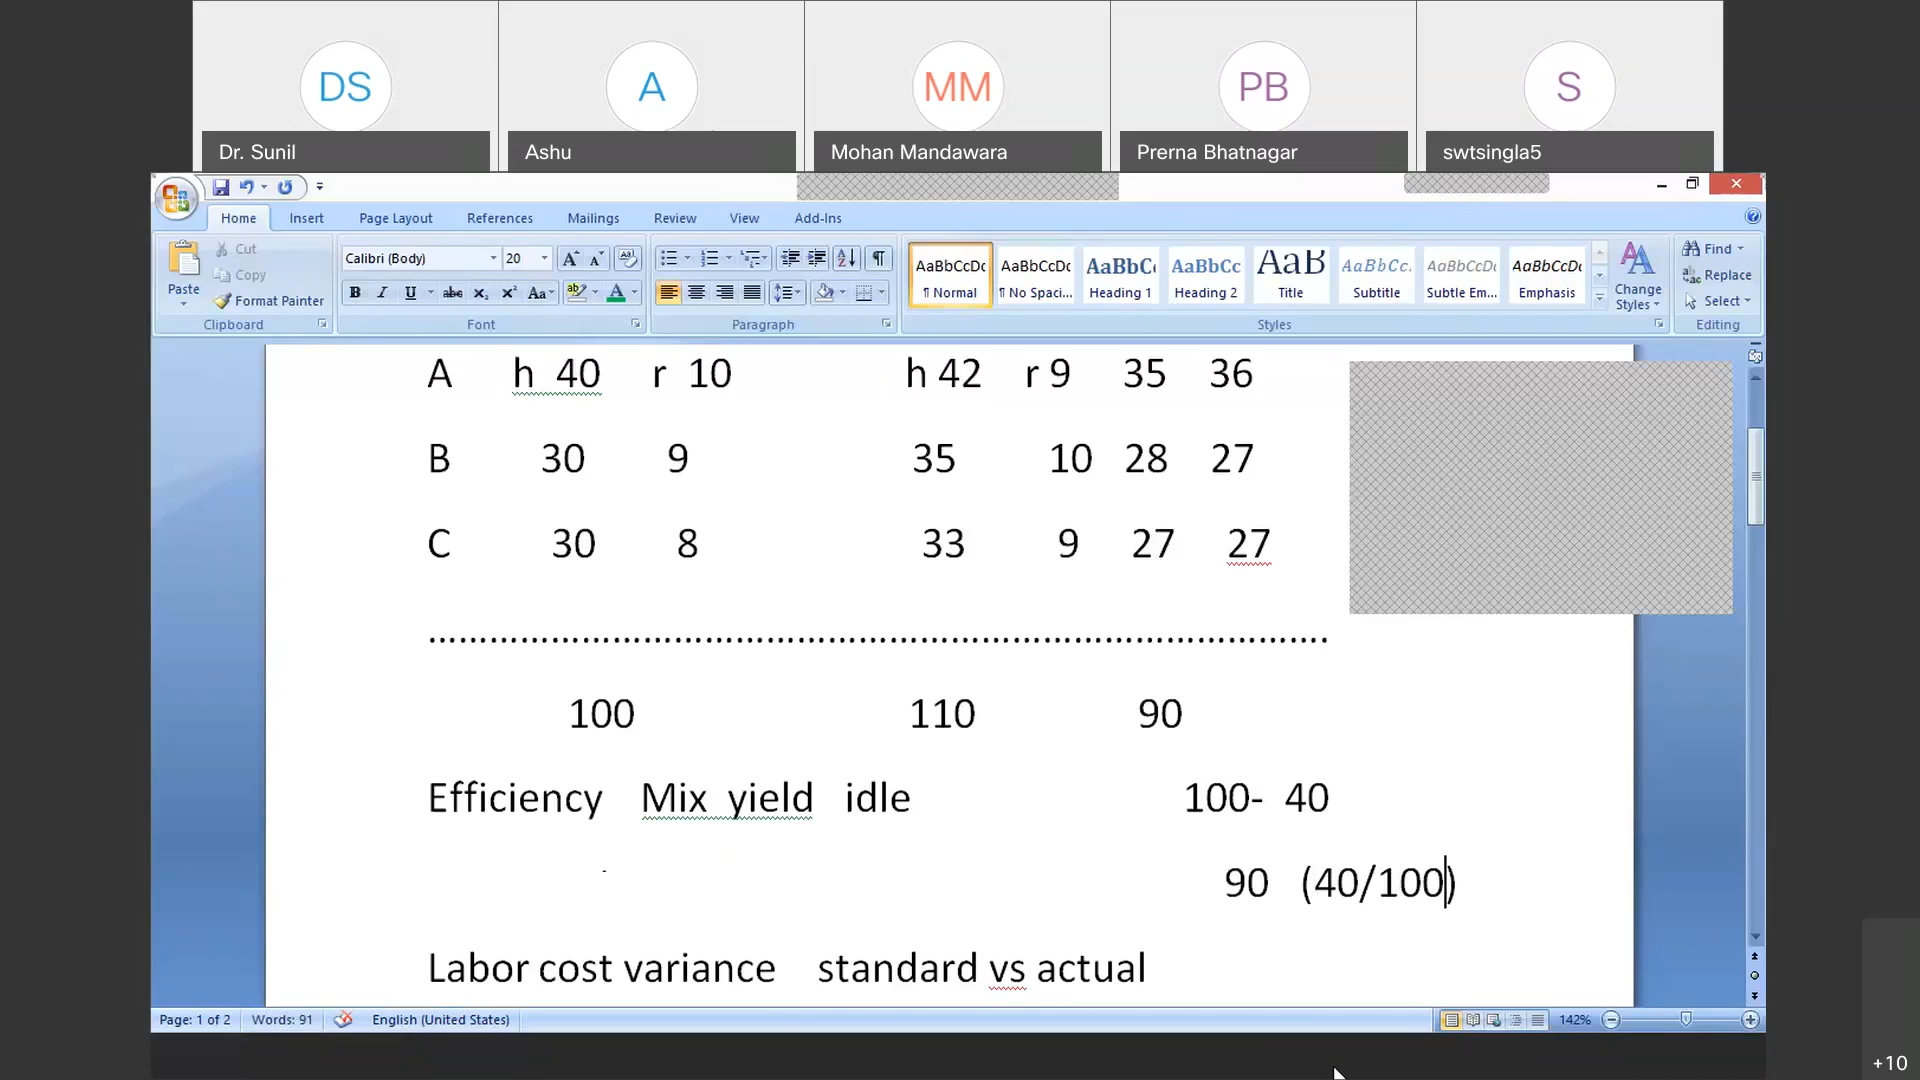 DS A MM PB S
Dr. Sunil Ashu Mohan Mandawara Prerna Bhatnagar swtsingla5
Home Insert Page Layout References Mailings Review View Add-Ins
Cut
Copy
Format Painter
Paste
Clipboard
Calibri (Body) 20
Font
Paragraph
AaBbCcDc AaBbCcDc AaBbC AaBbCc AaB AaBbCc. AaBbCcDc AaBbCcDc
¶ Normal ¶ No Spaci... Heading 1 Heading 2 Title Subtitle Subtle Em... Emphasis
Change Styles
Styles
Find
Replace
Select
Editing
A h 40 r 10 h 42 r 9 35 36
B 30 9 35 10 28 27
C 30 8 33 9 27 27
........................................................................................
100 110 90
Efficiency Mix yield idle 100- 40
90 (40/100)
Labor cost variance standard vs actual
Page: 1 of 2 Words: 91 English (United States) 142%
+10